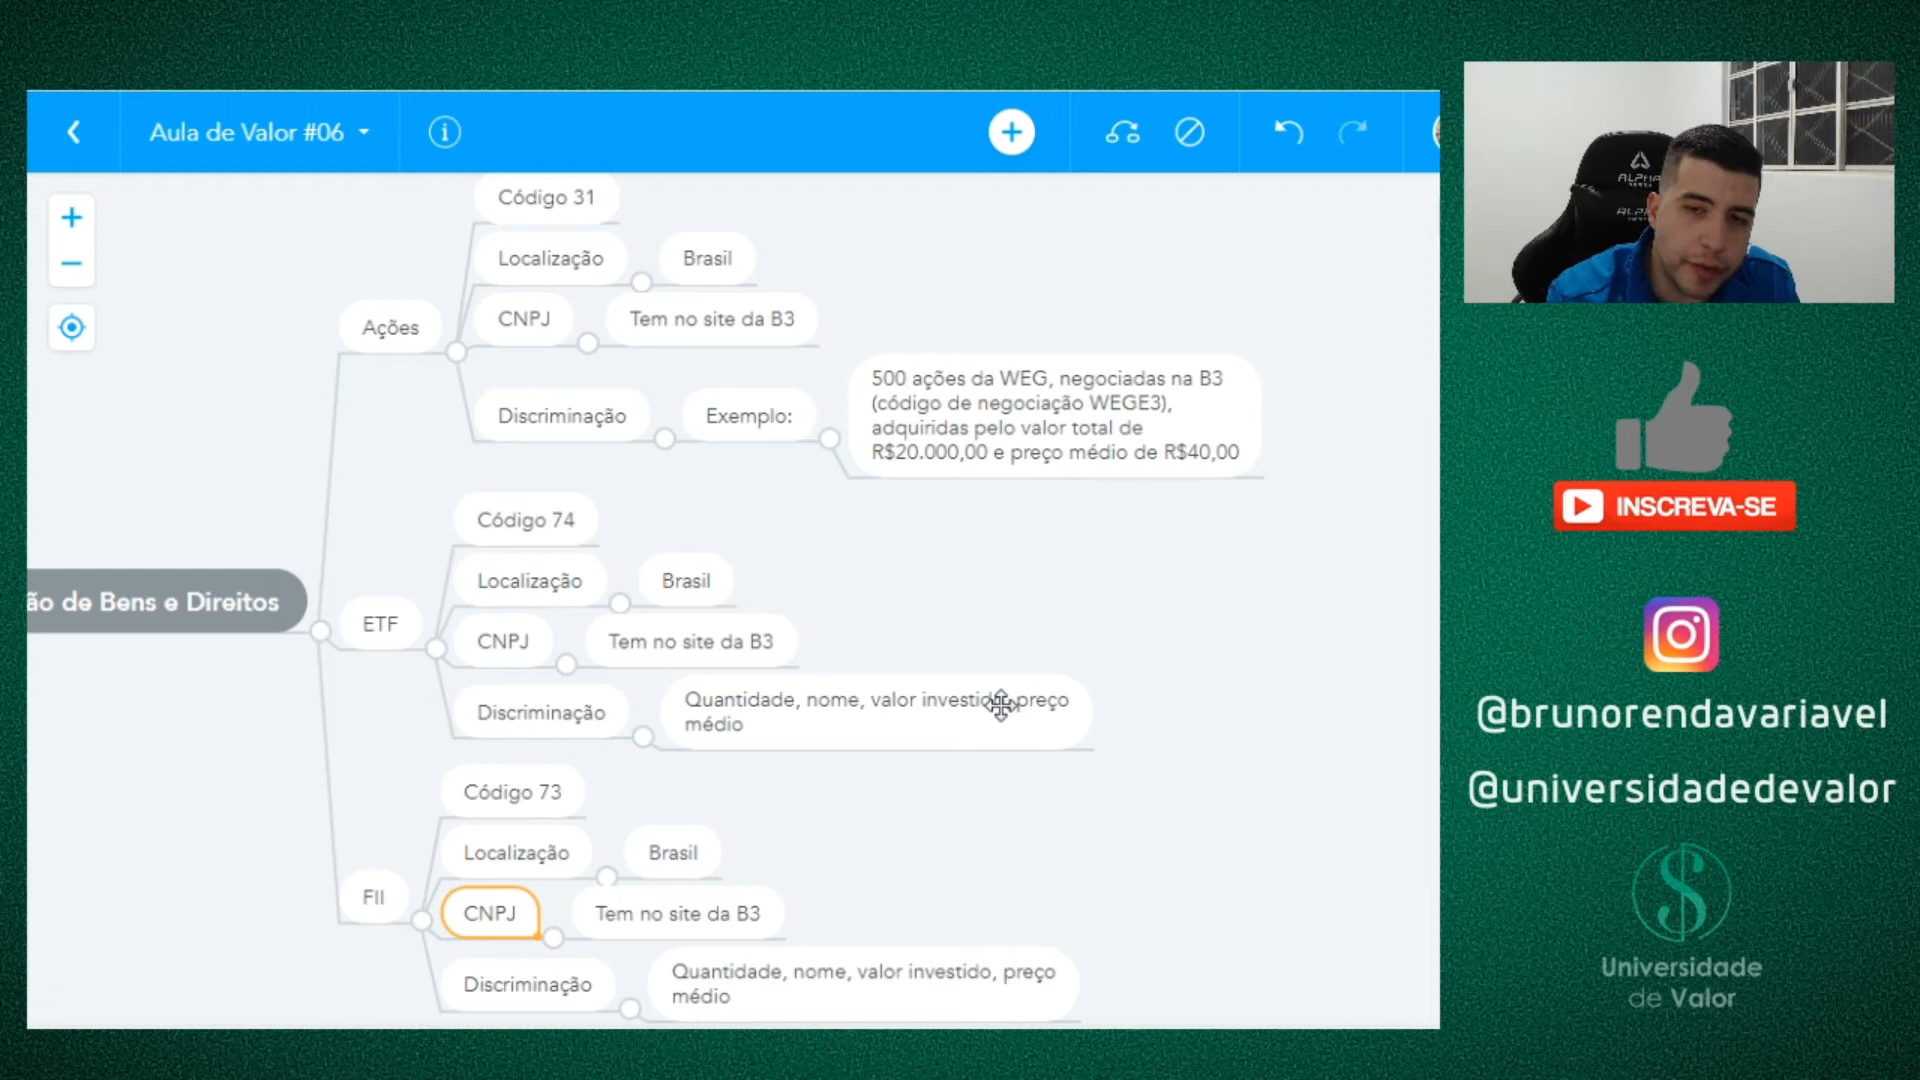 Aula de Valor #06
Código 31
Localização
Brasil
CNPJ
Tem no site da B3
Ações
Discriminação
Exemplo:
500 ações da WEG, negociadas na B3
(código de negociação WEGE3),
adquiridas pelo valor total de
R$20.000,00 e preço médio de R$40,00
Código 74
Localização
Brasil
ão de Bens e Direitos
ETF
CNPJ
Tem no site da B3
Discriminação
Quantidade, nome, valor investido, preço
médio
Código 73
Localização
Brasil
FII
CNPJ
Tem no site da B3
Discriminação
Quantidade, nome, valor investido, preço
médio
ALPHA
INSCREVA-SE
@brunorendavariavel
@universidadedevalor
Universidade
de Valor